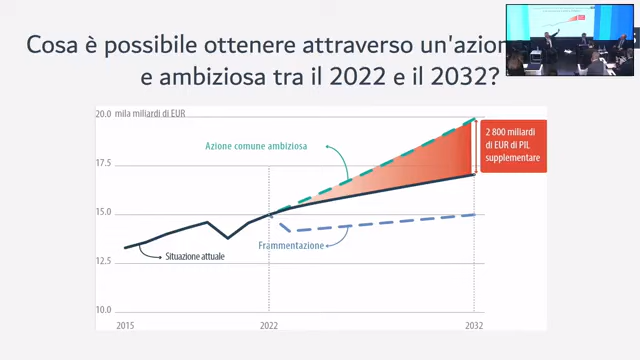 Cosa è possibile ottenere attraverso un'azion
e ambiziosa tra il 2022 e il 2032?
20.0 mila miliardi di EUR
Azione comune ambiziosa
2 800 miliardi
di EUR di PIL
supplementare
17.5
15.0
Frammentazione
Situazione attuale
12.5
10.0
2015
2022
2032